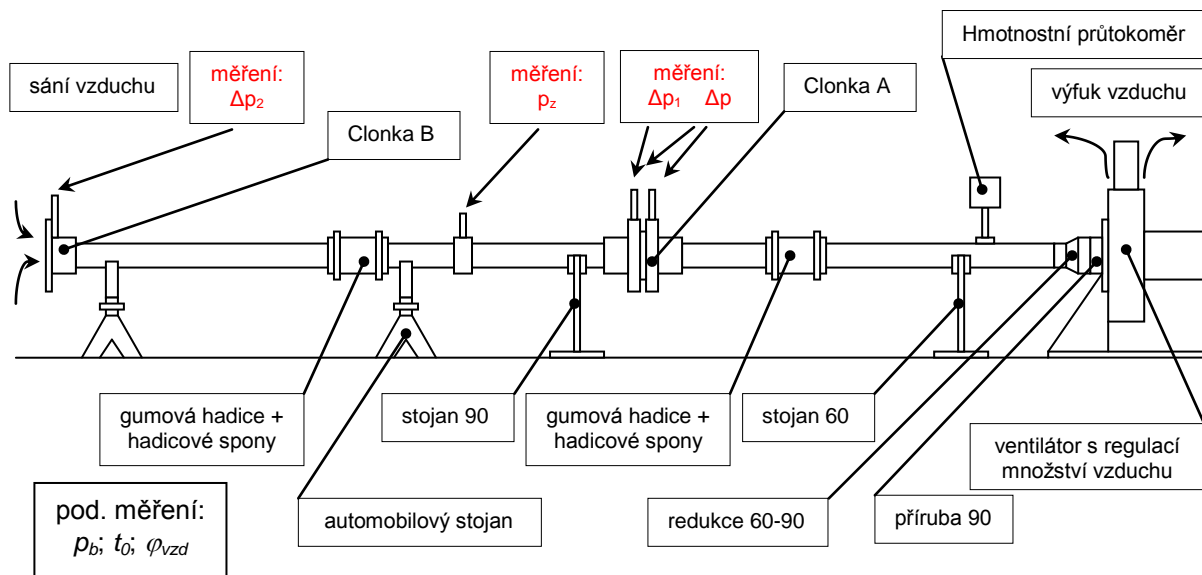 Hmotnostní průtokoměr
sání vzduchu
měření:
Δp₂
měření:
p_z
měření:
Δp₁ Δp
Clonka A
výfuk vzduchu
Clonka B
gumová hadice +
hadicové spony
stojan 90
gumová hadice +
hadicové spony
stojan 60
ventilátor s regulací
množství vzduchu
pod. měření:
p_b; t₀; φ_vzd
automobilový stojan
redukce 60-90
příruba 90